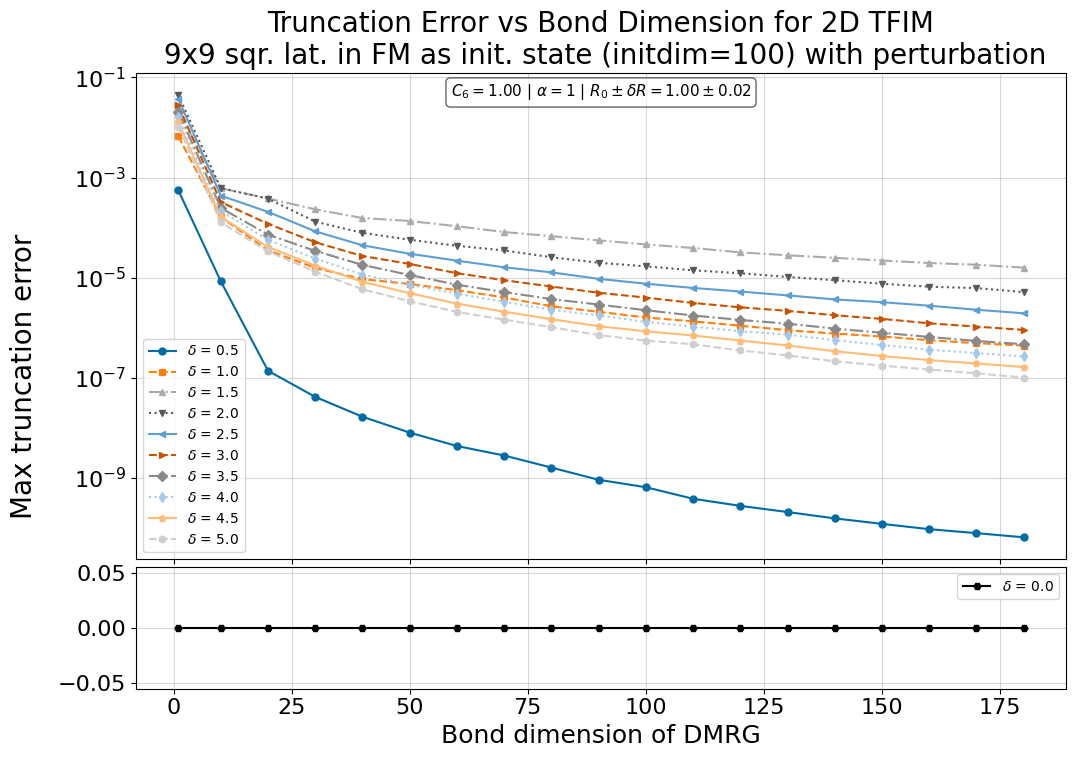 Truncation Error vs Bond Dimension for 2D TFIM
9x9 sqr. lat. in FM as init. state (initdim=100) with perturbation
C₆ = 1.00 | α = 1 | R₀ ± δR = 1.00 ± 0.02
Max truncation error
10⁻¹
10⁻³
10⁻⁵
10⁻⁷
10⁻⁹
δ = 0.5
δ = 1.0
δ = 1.5
δ = 2.0
δ = 2.5
δ = 3.0
δ = 3.5
δ = 4.0
δ = 4.5
δ = 5.0
0.05
0.00
−0.05
δ = 0.0
0 25 50 75 100 125 150 175
Bond dimension of DMRG